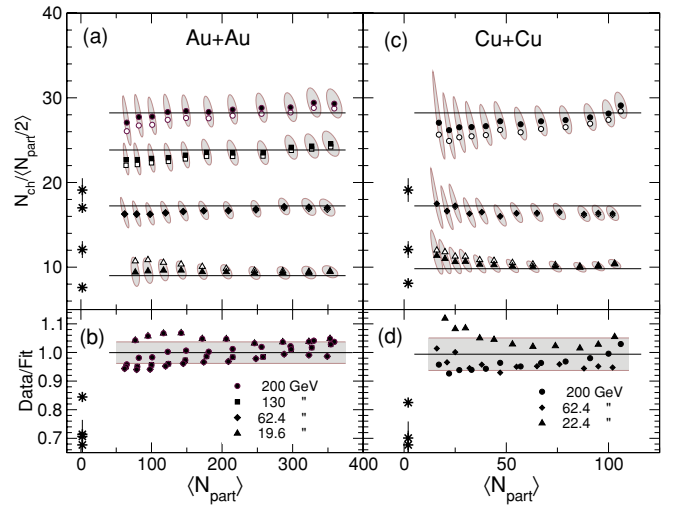 (a) Au+Au
(c) Cu+Cu
N_ch/⟨N_part/2⟩
40
30
20
10
(b)
(d)
Data/Fit
1.1
1.0
0.9
0.8
0.7
200 GeV
130 "
62.4 "
19.6 "
200 GeV
62.4 "
22.4 "
0 100 200 300 400
0 50 100
⟨N_part⟩
⟨N_part⟩